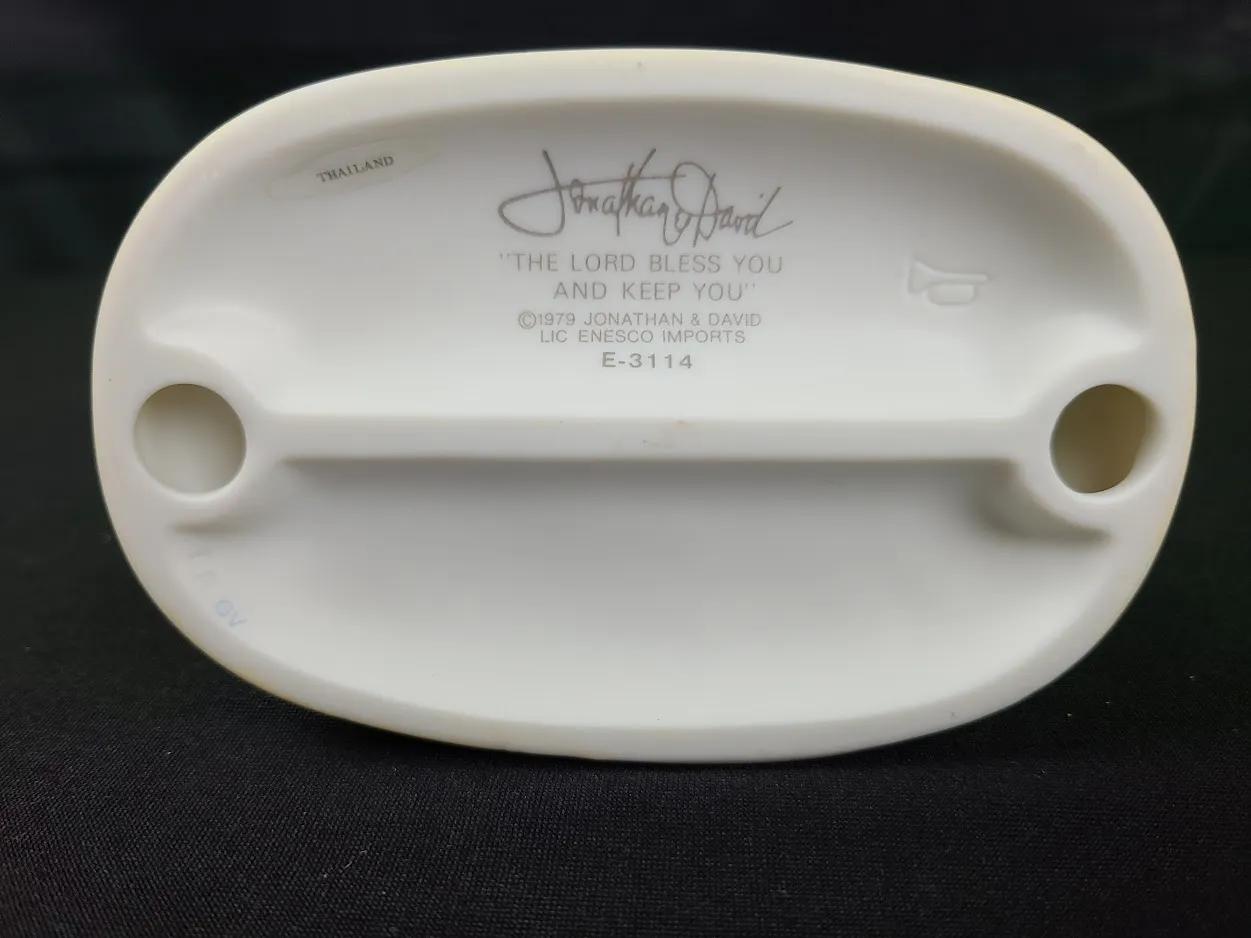 THAILAND
Jonathan & David
"THE LORD BLESS YOU
AND KEEP YOU"
©1979 JONATHAN & DAVID
LIC ENESCO IMPORTS
E-3114